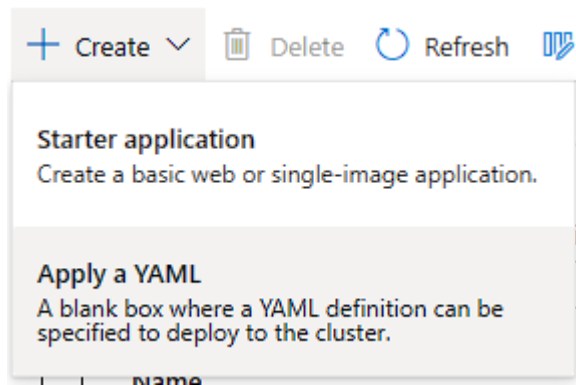 Create Delete Refresh
Starter application
Create a basic web or single-image application.
Apply a YAML
A blank box where a YAML definition can be
specified to deploy to the cluster.
Name